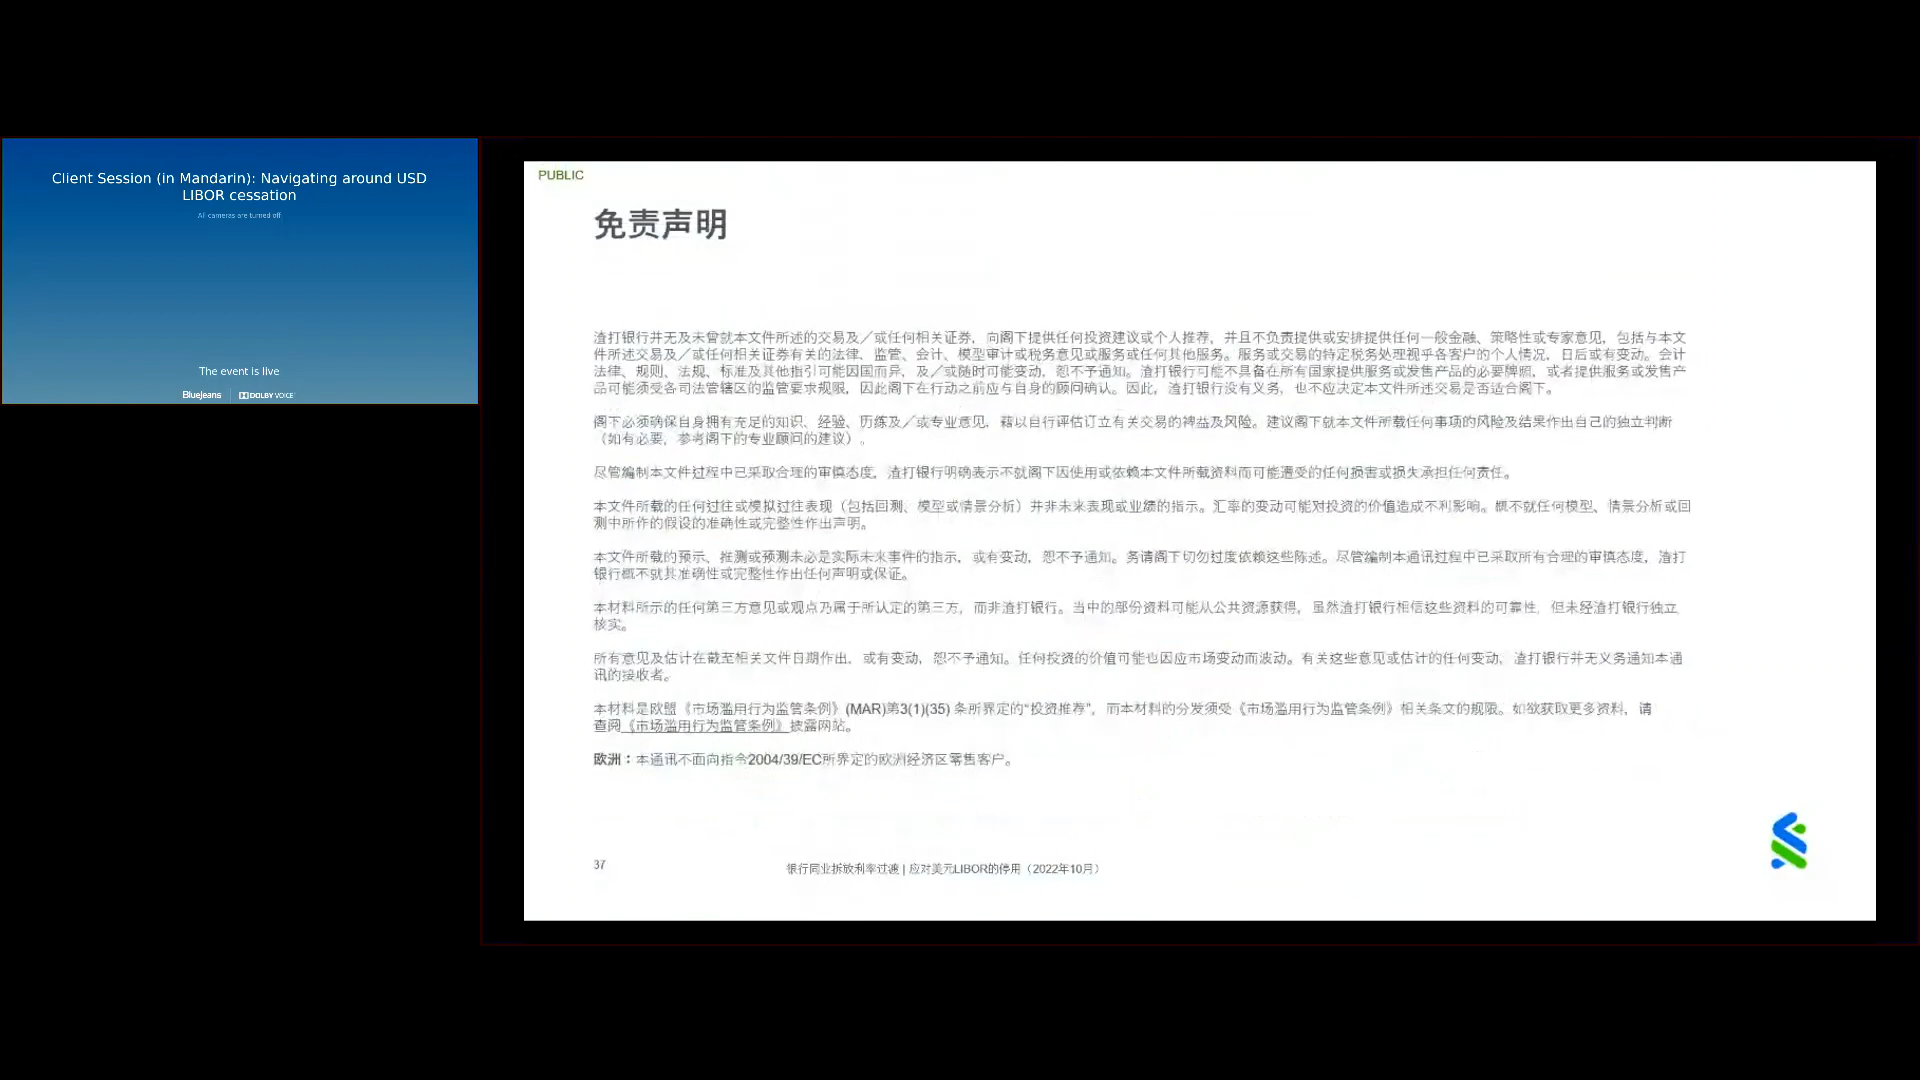 Client Session (in Mandarin): Navigating around USD
LIBOR cessation
All cameras are turned off
The event is live
BlueJeans
DOLBY VOICE
PUBLIC
免责声明
渣打银行并无及未曾就本文件所述的交易及／或任何相关证券，向阁下提供任何投资建议或个人推荐，并且不负责提供或安排提供任何一般金融、策略性或专家意见，包括与本文
件所述交易及／或任何相关证券有关的法律、监管、会计、模型审计或税务意见或服务或任何其他服务。服务或交易的特定税务处理视乎各客户的个人情况，日后或有变动。会计
法律、规则、法规、标准及其他指引可能因国而异，及／或随时可能变动，恕不予通知。渣打银行可能不具备在所有国家提供服务或发售产品的必要牌照，或者提供服务或发售产
品可能须受各司法管辖区的监管要求规限，因此阁下在行动之前应与自身的顾问确认。因此，渣打银行没有义务，也不应决定本文件所述交易是否适合阁下。
阁下必须确保自身拥有充足的知识、经验、历练及／或专业意见，藉以自行评估订立有关交易的裨益及风险。建议阁下就本文件所载任何事项的风险及结果作出自己的独立判断
（如有必要，参考阁下的专业顾问的建议）。
尽管编制本文件过程中已采取合理的审慎态度，渣打银行明确表示不就阁下因使用或依赖本文件所载资料而可能遭受的任何损害或损失承担任何责任。
本文件所载的任何过往或模拟过往表现（包括回测、模型或情景分析）并非未来表现或业绩的指示。汇率的变动可能对投资的价值造成不利影响。概不就任何模型、情景分析或回
测中所作的假设的准确性或完整性作出声明。
本文件所载的预示、推测或预测未必是实际未来事件的指示，或有变动，恕不予通知。务请阁下切勿过度依赖这些陈述。尽管编制本通讯过程中已采取所有合理的审慎态度，渣打
银行概不就其准确性或完整性作出任何声明或保证。
本材料所示的任何第三方意见或观点乃属于所认定的第三方，而非渣打银行。当中的部份资料可能从公共资源获得，虽然渣打银行相信这些资料的可靠性，但未经渣打银行独立
核实。
所有意见及估计在截至相关文件日期作出，或有变动，恕不予通知。任何投资的价值可能也因应市场变动而波动。有关这些意见或估计的任何变动，渣打银行并无义务通知本通
讯的接收者。
本材料是欧盟《市场滥用行为监管条例》(MAR)第3(1)(35) 条所界定的“投资推荐”，而本材料的分发须受《市场滥用行为监管条例》相关条文的规限。如欲获取更多资料，请
查阅《市场滥用行为监管条例》披露网站。
欧洲：本通讯不面向指令2004/39/EC所界定的欧洲经济区零售客户。
37
银行同业拆放利率过渡 | 应对美元LIBOR的停用（2022年10月）